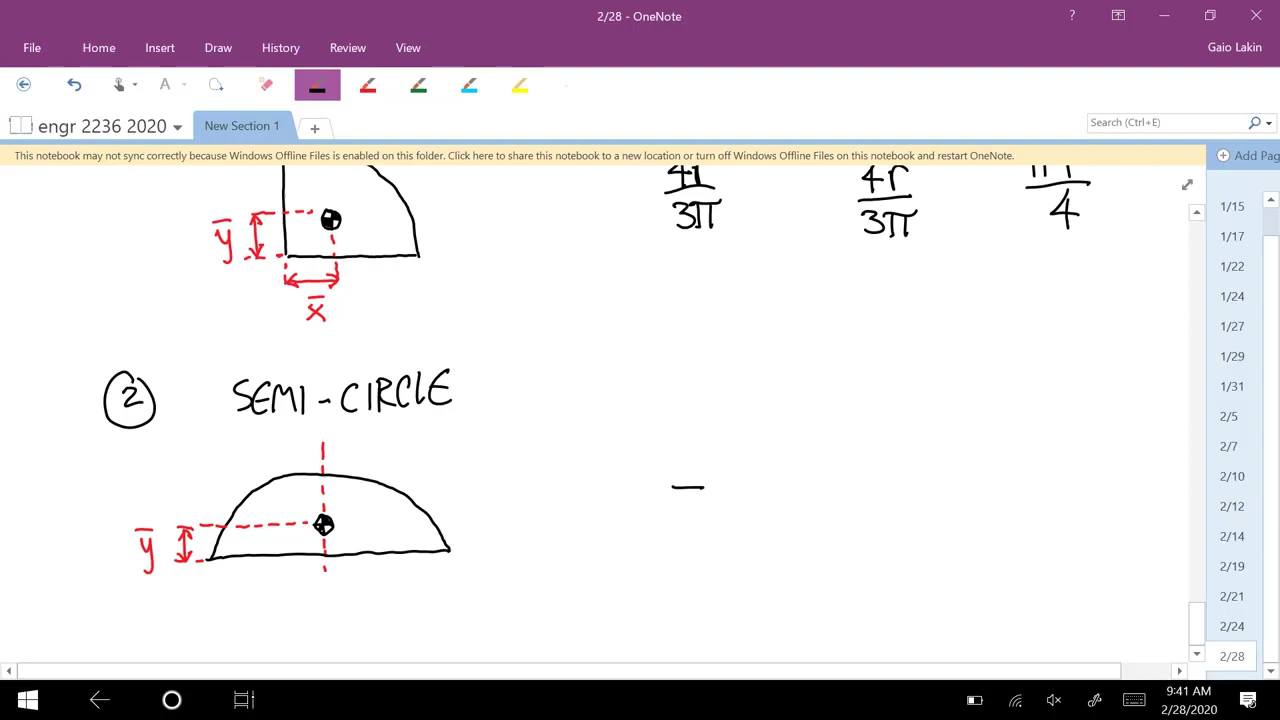 2/28 - OneNote
?
File Home Insert Draw History Review View
Gaio Lakin
A
engr 2236 2020
New Section 1
+
Search (Ctrl+E)
This notebook may not sync correctly because Windows Offline Files is enabled on this folder. Click here to share this notebook to a new location or turn off Windows Offline Files on this notebook and restart OneNote.
Add Pag
4r
3π
4r
3π
4
y̅
x̅
2 SEMI-CIRCLE
y̅
—
1/15
1/17
1/22
1/24
1/27
1/29
1/31
2/5
2/7
2/10
2/12
2/14
2/19
2/21
2/24
2/28
9:41 AM
2/28/2020